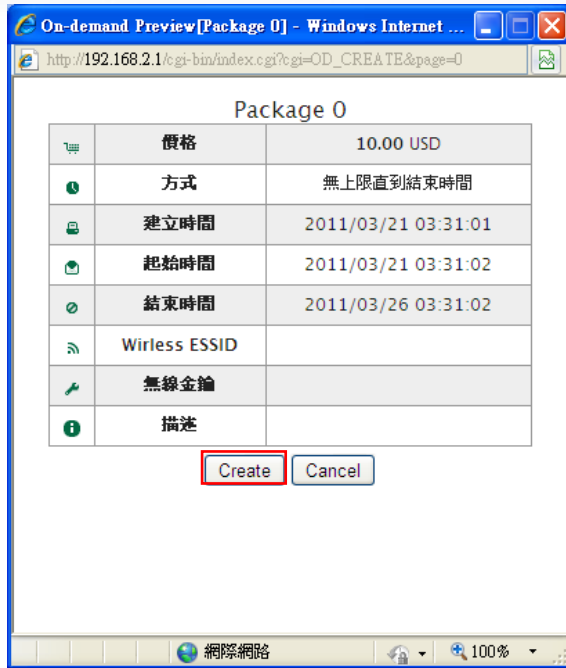 On-demand Preview[Package 0] - Windows Internet ...
http://192.168.2.1/cgi-bin/index.cgi?cgi=OD_CREATE&page=0
Package 0
價格 10.00 USD
方式 無上限直到結束時間
建立時間 2011/03/21 03:31:01
起始時間 2011/03/21 03:31:02
結束時間 2011/03/26 03:31:02
Wirless ESSID
無線金鑰
描述
Create Cancel
網際網路 100%